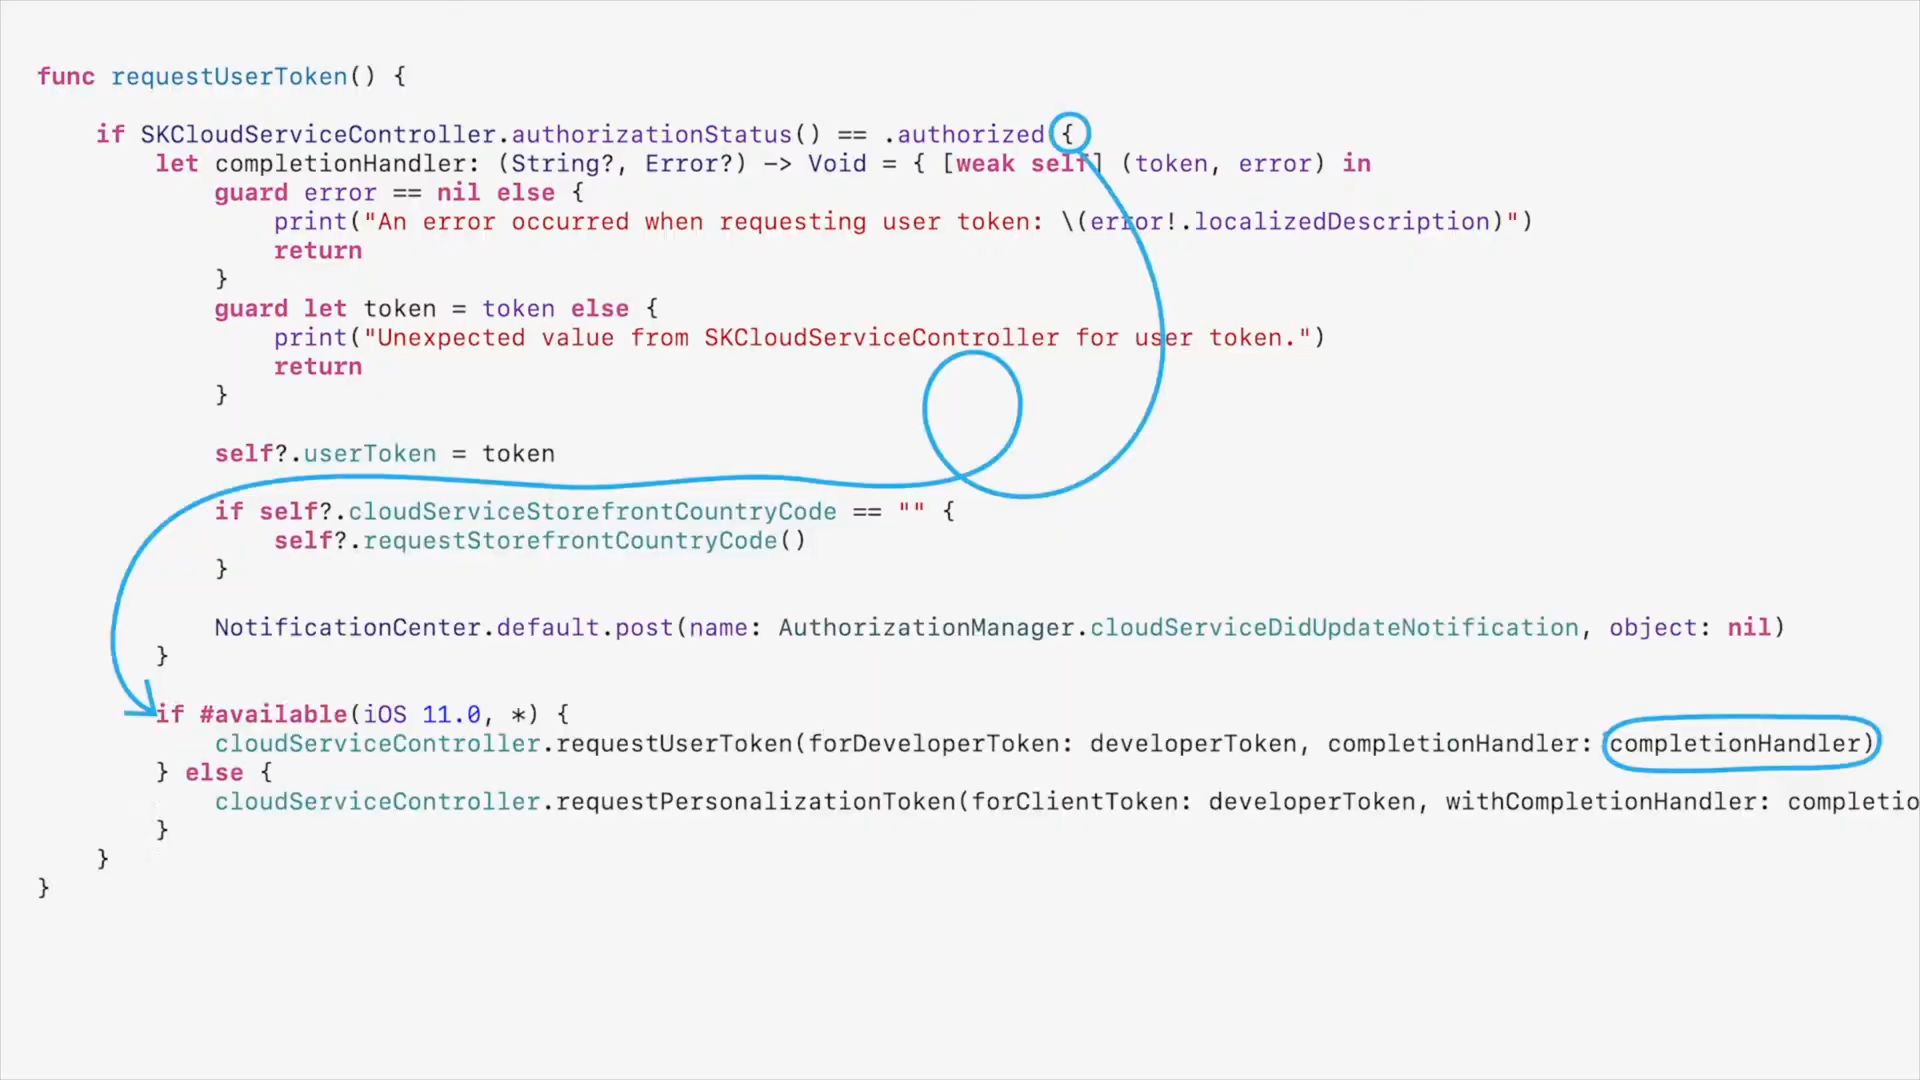 func requestUserToken() {
if SKCloudServiceController.authorizationStatus() == .authorized {
let completionHandler: (String?, Error?) -> Void = { [weak self] (token, error) in
guard error == nil else {
print("An error occurred when requesting user token: \(error!.localizedDescription)")
return
}
guard let token = token else {
print("Unexpected value from SKCloudServiceController for user token.")
return
}
self?.userToken = token
if self?.cloudServiceStorefrontCountryCode == "" {
self?.requestStorefrontCountryCode()
}
NotificationCenter.default.post(name: AuthorizationManager.cloudServiceDidUpdateNotification, object: nil)
}
if #available(iOS 11.0, *) {
cloudServiceController.requestUserToken(forDeveloperToken: developerToken, completionHandler: completionHandler)
} else {
cloudServiceController.requestPersonalizationToken(forClientToken: developerToken, withCompletionHandler: completio
}
}
}